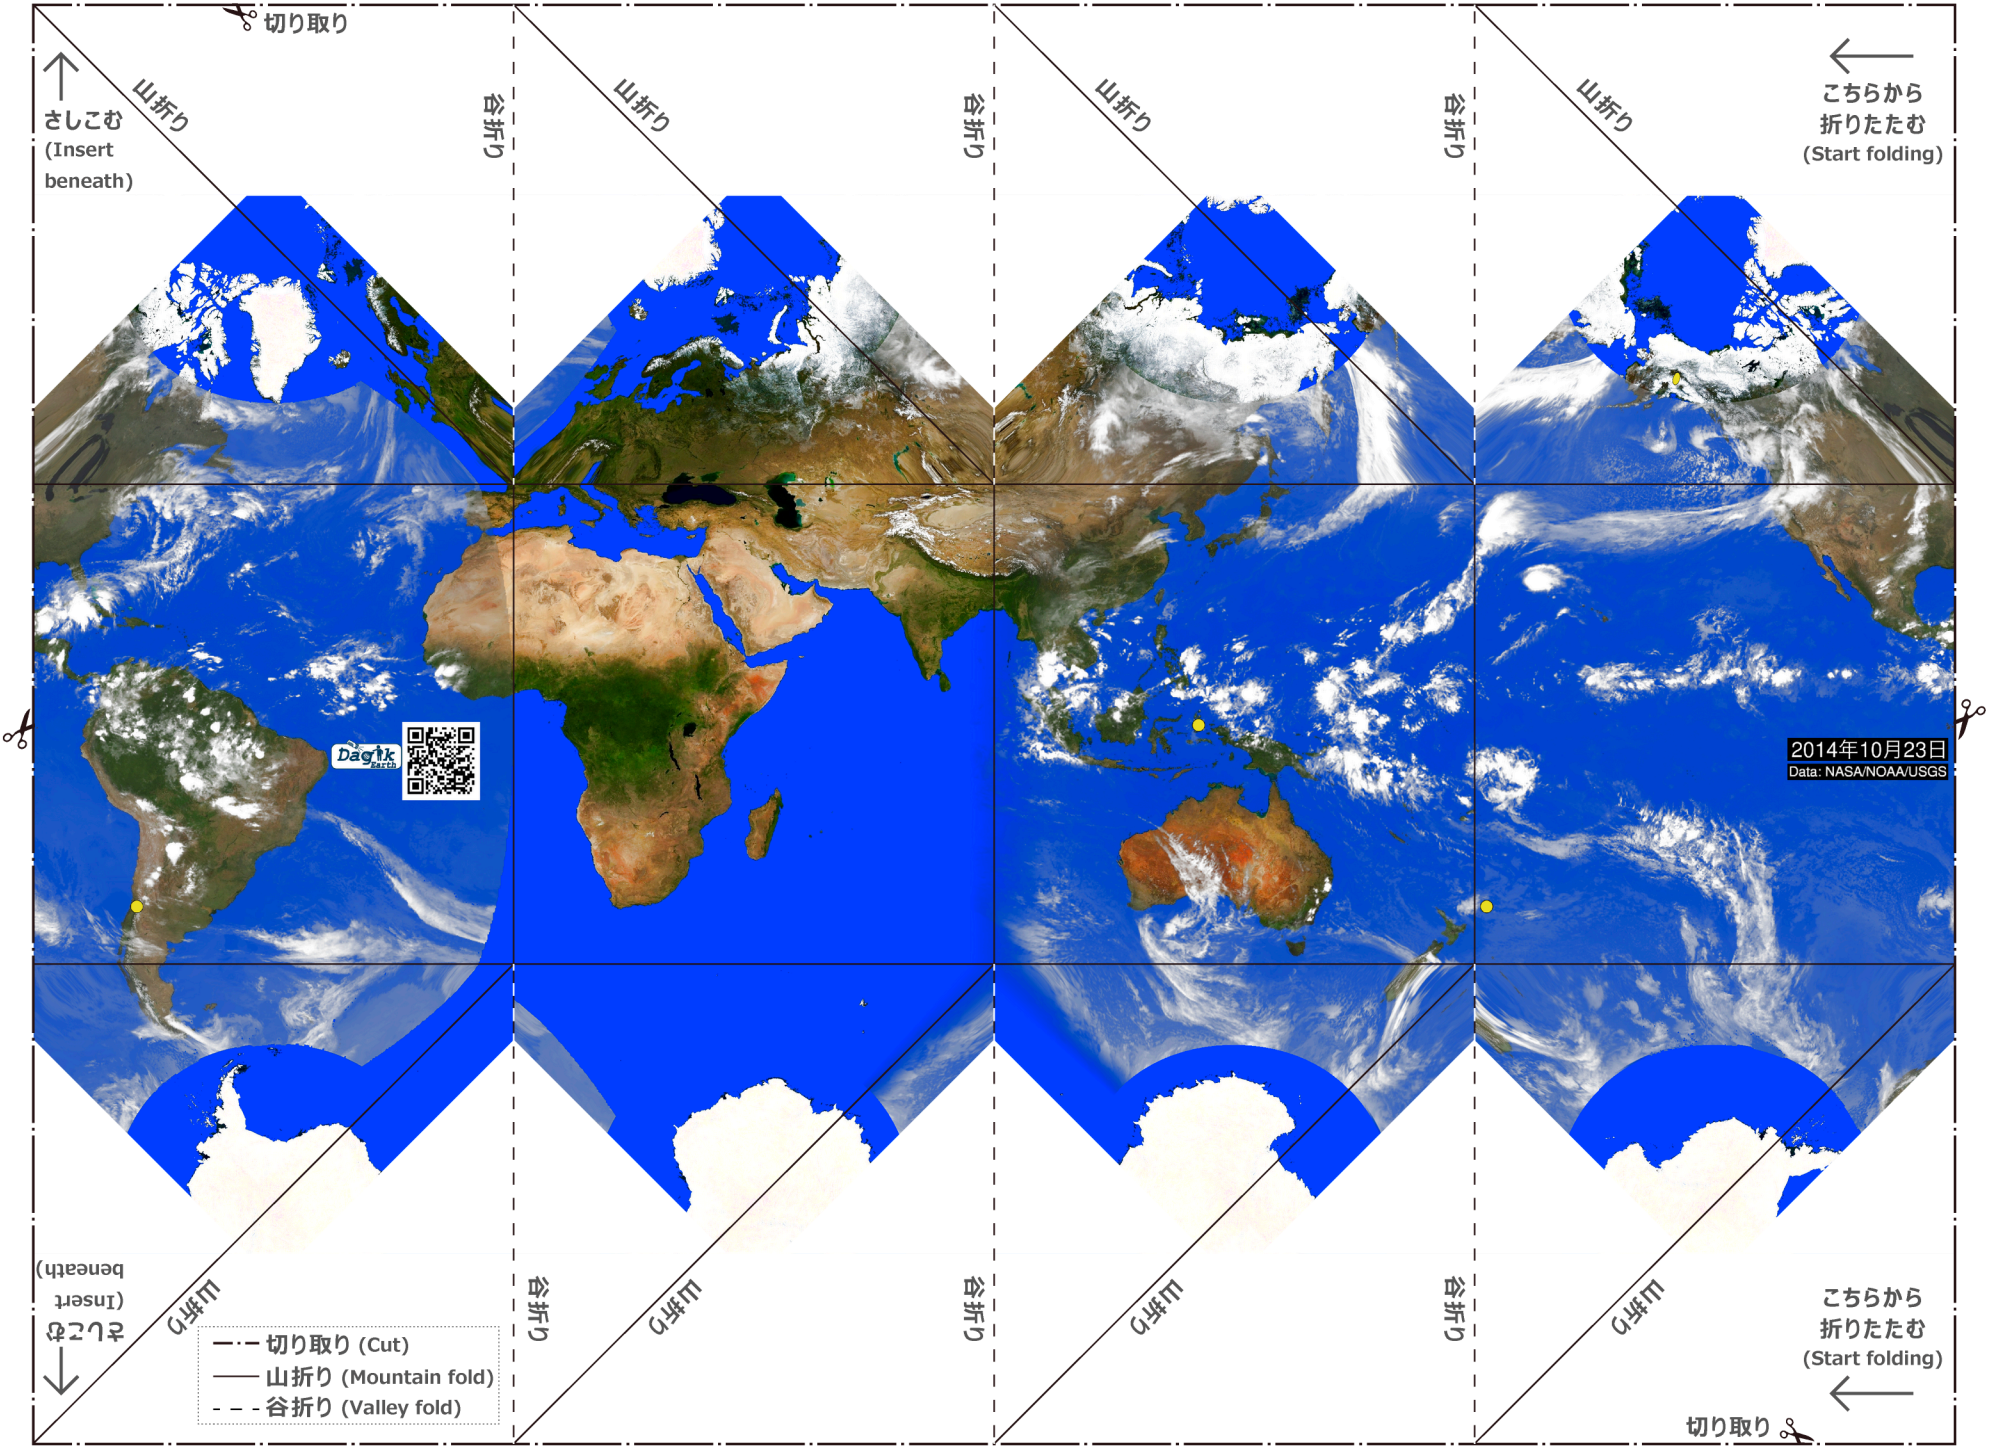 切り取り
さしこむ
(Insert
beneath)
山折り
谷折り
山折り
谷折り
山折り
谷折り
山折り
こちらから
折りたたむ
(Start folding)
Dagik
Earth
2014年10月23日
Data: NASA/NOAA/USGS
さしこむ
(Insert
beneath)
山折り
谷折り
山折り
谷折り
山折り
谷折り
山折り
こちらから
折りたたむ
(Start folding)
切り取り (Cut)
山折り (Mountain fold)
谷折り (Valley fold)
切り取り